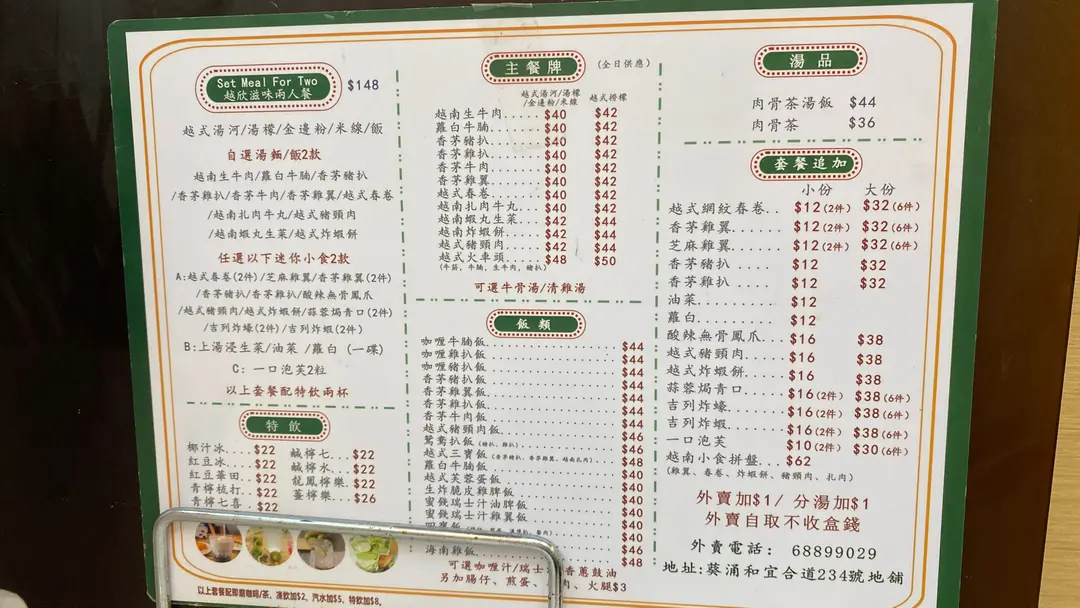 Set Meal For Two
越欣滋味兩人餐
$148
越式湯河/湯檬/金邊粉/米線/飯
自選湯麵/飯2款
越南生牛肉/蘿白牛腩/香茅豬扒
/香茅雞扒/香茅牛肉/香茅雞翼/越式春卷
/越南扎肉牛丸/越式豬頸肉
/越南蝦丸生菜/越式炸蝦餅
任選以下迷你小食2款
A:越式春卷(2件)/芝麻雞翼/香茅雞翼(2件)
/香茅豬扒/香茅雞扒/酸辣無骨鳳爪
/越式豬頸肉/越式炸蝦餅/蒜蓉焗青口(2件)
/吉列炸蠔(2件)/吉列炸蝦(2件)
B:上湯浸生菜/油菜 /蘿白 (一碟)
C: 一口泡芙2粒
以上套餐配特飲兩杯
特飲
椰汁冰....$22
紅豆冰....$22
紅豆華田..$22
青檸梳打..$22
青檸七喜..$22
鹹檸七...$22
鹹檸水...$22
龍鳳檸樂.$22
薑檸樂...$26
以上套餐配即磨咖啡/茶、凍飲加$2、汽水加$5、特飲加$8。
主餐牌
(全日供應)
越式湯河/湯檬
/金邊粉/米線
越式撈檬
越南生牛肉.....$40 $42
蘿白牛腩.......$40 $42
香茅豬扒.......$40 $42
香茅雞扒.......$40 $42
香茅牛肉.......$40 $42
香茅雞翼.......$40 $42
越式春卷.......$40 $42
越南扎肉牛丸...$40 $42
越南蝦丸生菜...$42 $44
越南炸蝦餅.....$42 $44
越式豬頸肉.....$42 $44
越式火車頭.....$48 $50
(牛筋、牛腩、生牛肉、豬扒)
可選牛骨湯/清雞湯
飯類
咖喱牛腩飯 $44
咖喱雞扒飯 $44
咖喱豬扒飯 $44
香茅豬扒飯 $44
香茅雞翼飯 $44
香茅雞扒飯 $44
香茅牛肉飯 $44
越式豬頸肉飯 $46
鴛鴦扒飯(豬扒、雞扒) $46
越式三寶飯(香茅豬扒、香茅雞翼、越南扎肉) $48
蘿白牛腩飯 $48
越式芙蓉蛋飯 $40
生炸脆皮雞脾飯 $40
蜜餞瑞士汁油脾飯 $40
蜜餞瑞士汁雞翼飯 $40
$46
海南雞飯 $48
可選咖喱汁/瑞士 香蔥鼓油
另加腸仔、煎蛋、 肉、火腿$3
湯品
肉骨茶湯飯 $44
肉骨茶 $36
套餐追加
小份 大份
越式網紋春卷.. $12(2件) $32(6件)
香茅雞翼...... $12(2件) $32(6件)
芝麻雞翼...... $12(2件) $32(6件)
香茅豬扒 ..... $12 $32
香茅雞扒 ..... $12 $32
油菜.......... $12
蘿白.......... $12
酸辣無骨鳳爪... $16 $38
越式豬頸肉.... $16 $38
越式炸蝦餅.... $16 $38
蒜蓉焗青口.... $16(2件) $38(6件)
吉列炸蠔...... $16(2件) $38(6件)
吉列炸蝦...... $16(2件) $38(6件)
一口泡芙 $10(2件) $30(6件)
越南小食拼盤... $62
(雞翼、春卷、炸蝦餅、豬頸肉、扎肉)
外賣加$1/ 分湯加$1
外賣自取不收盒錢
外賣電話: 68899029
地址:葵涌和宜合道234號地舖